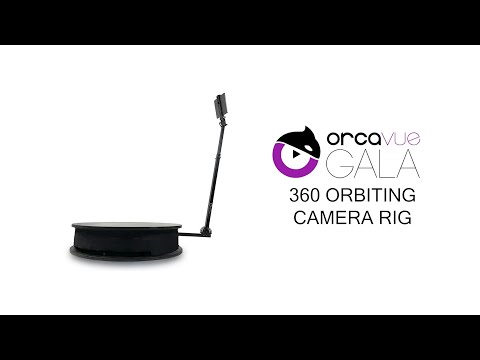 orcavue
GALA
360 ORBITING
CAMERA RIG